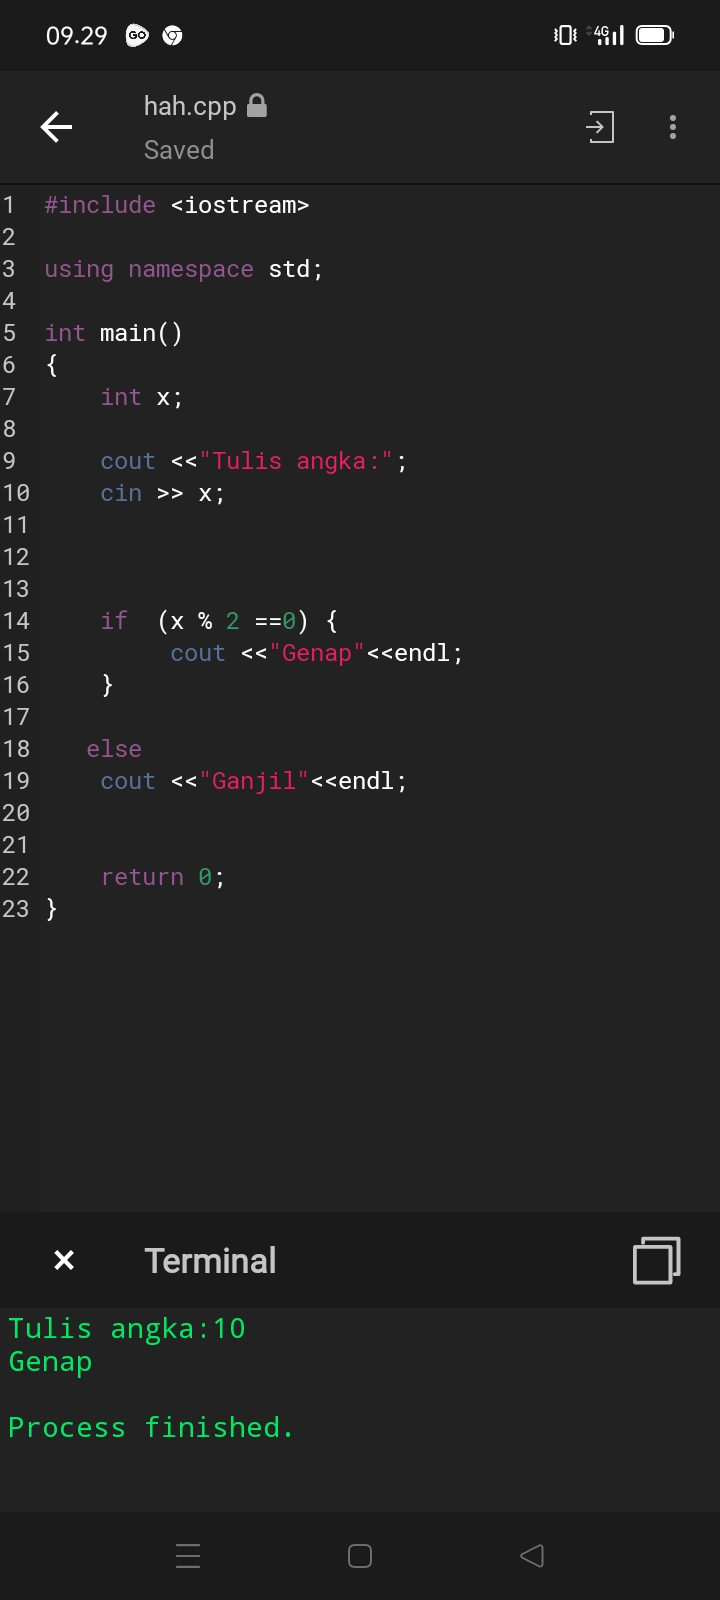 09.29 GO 4G
hah.cpp
Saved
1 #include <iostream>
2
3 using namespace std;
4
5 int main()
6 {
7     int x;
8
9     cout <<"Tulis angka:";
10     cin >> x;
11
12
13
14     if  (x % 2 ==0) {
15          cout <<"Genap"<<endl;
16     }
17
18    else
19     cout <<"Ganjil"<<endl;
20
21
22     return 0;
23 }
Terminal
Tulis angka:10
Genap
Process finished.